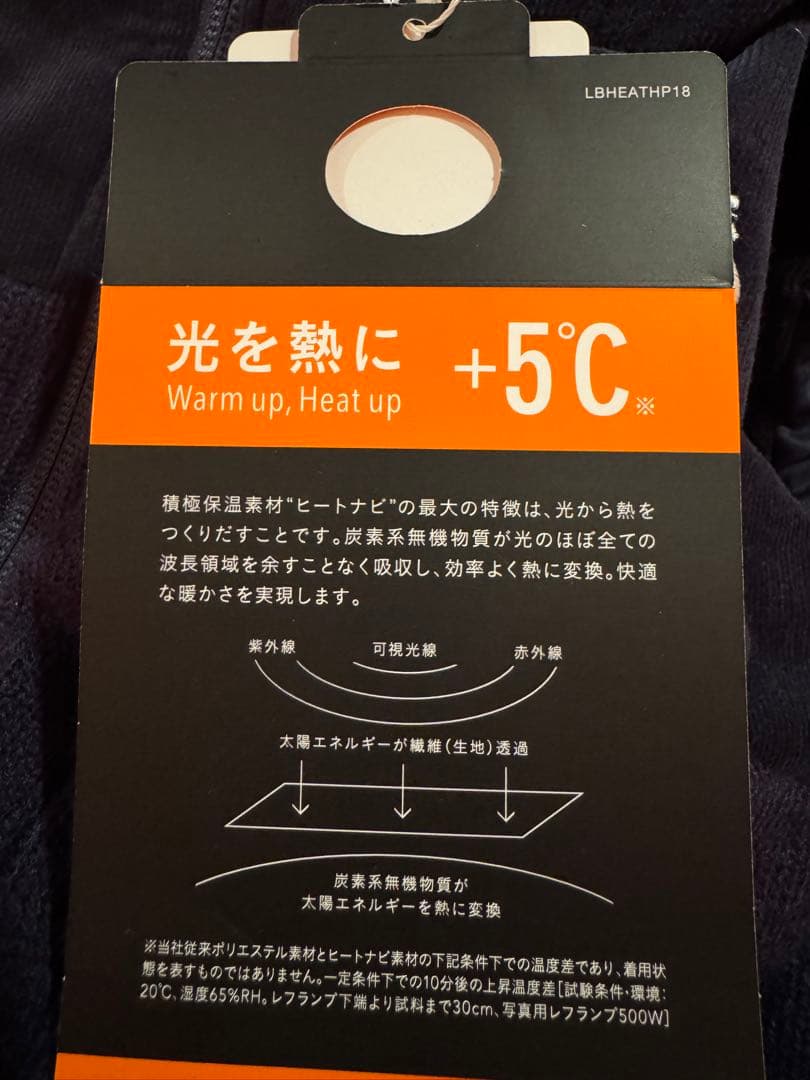 LBHEATHP18
光を熱に +5℃※
Warm up, Heat up
積極保温素材“ヒートナビ”の最大の特徴は、光から熱を
つくりだすことです。炭素系無機物質が光のほぼ全ての
波長領域を余すことなく吸収し、効率よく熱に変換。快適
な暖かさを実現します。
紫外線 可視光線 赤外線
太陽エネルギーが繊維(生地)透過
炭素系無機物質が
太陽エネルギーを熱に変換
※当社従来ポリエステル素材とヒートナビ素材の下記条件下での温度差であり、着用状
態を表すものではありません。一定条件下での10分後の上昇温度差[試験条件・環境:
20℃、湿度65%RH。レフランプ下端より試料まで30cm、写真用レフランプ500W]